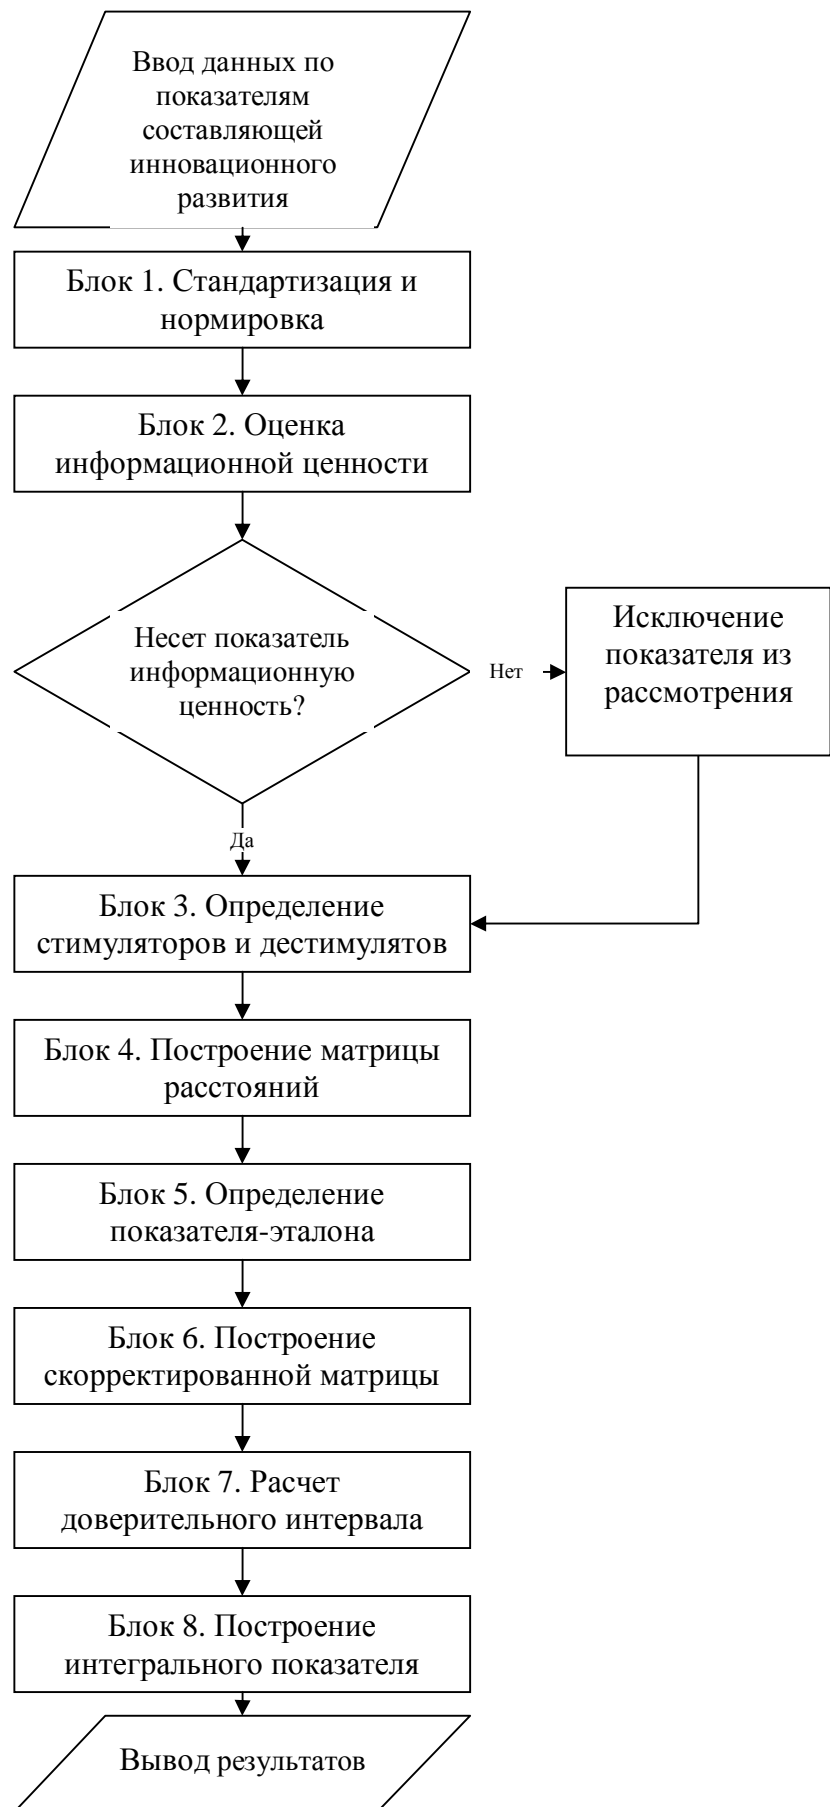 Ввод данных по
показателям
составляющей
инновационного
развития
Блок 1. Стандартизация и
нормировка
Блок 2. Оценка
информационной ценности
Несет показатель
информационную
ценность?
Нет
Исключение
показателя из
рассмотрения
Да
Блок 3. Определение
стимуляторов и дестимулятов
Блок 4. Построение матрицы
расстояний
Блок 5. Определение
показателя-эталона
Блок 6. Построение
скорректированной матрицы
Блок 7. Расчет
доверительного интервала
Блок 8. Построение
интегрального показателя
Вывод результатов